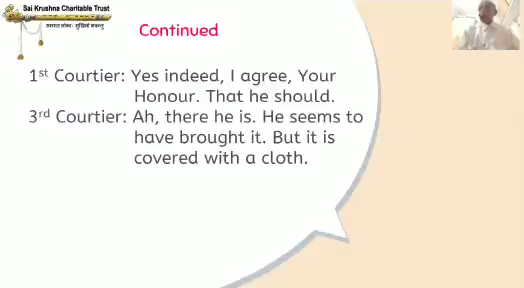 Sai Krushna Charitable Trust
Continued
1st Courtier: Yes indeed, I agree, Your
Honour. That he should.
3rd Courtier: Ah, there he is. He seems to
have brought it. But it is
covered with a cloth.